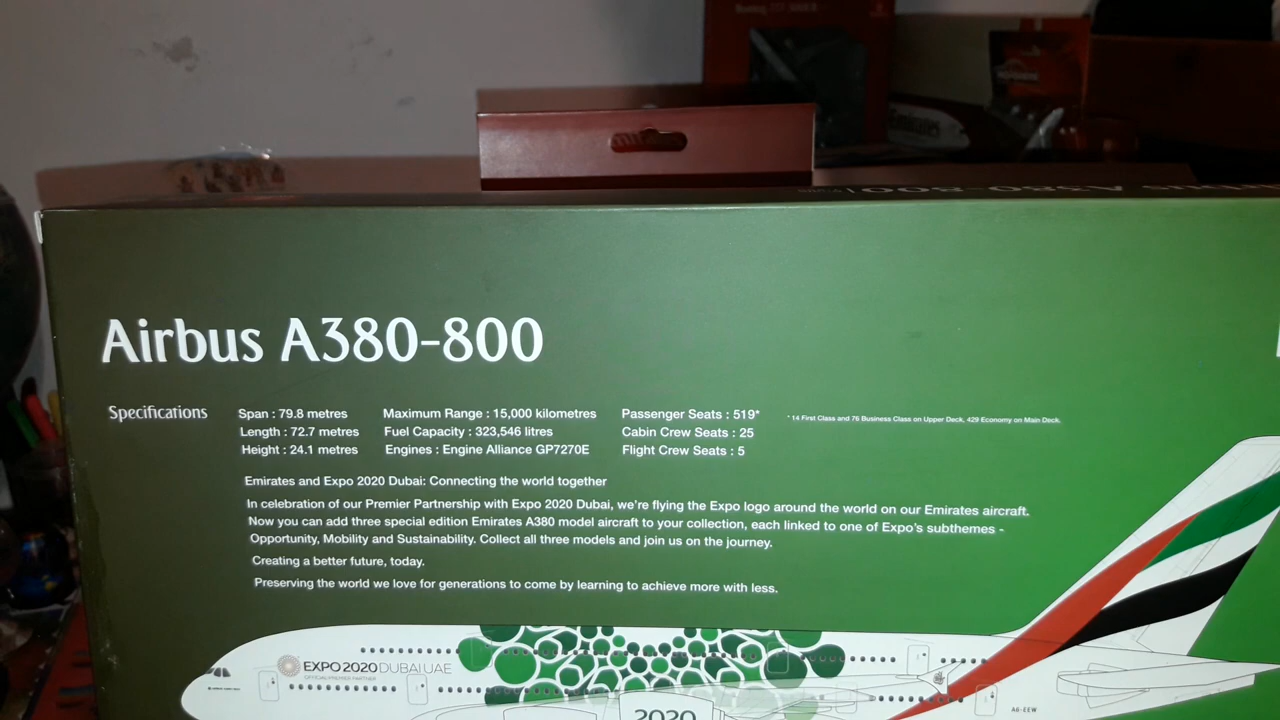 Airbus A380-800
Specifications
Span : 79.8 metres
Length : 72.7 metres
Height : 24.1 metres
Maximum Range : 15,000 kilometres
Fuel Capacity : 323,546 litres
Engines : Engine Alliance GP7270E
Passenger Seats : 519*
Cabin Crew Seats : 25
Flight Crew Seats : 5
* 14 First Class and 76 Business Class on Upper Deck, 429 Economy on Main Deck.
Emirates and Expo 2020 Dubai: Connecting the world together
In celebration of our Premier Partnership with Expo 2020 Dubai, we're flying the Expo logo around the world on our Emirates aircraft.
Now you can add three special edition Emirates A380 model aircraft to your collection, each linked to one of Expo's subthemes -
Opportunity, Mobility and Sustainability. Collect all three models and join us on the journey.
Creating a better future, today.
Preserving the world we love for generations to come by learning to achieve more with less.
EXPO 2020 DUBAI UAE
OFFICIAL PREMIER PARTNER
A6-EEW
2020